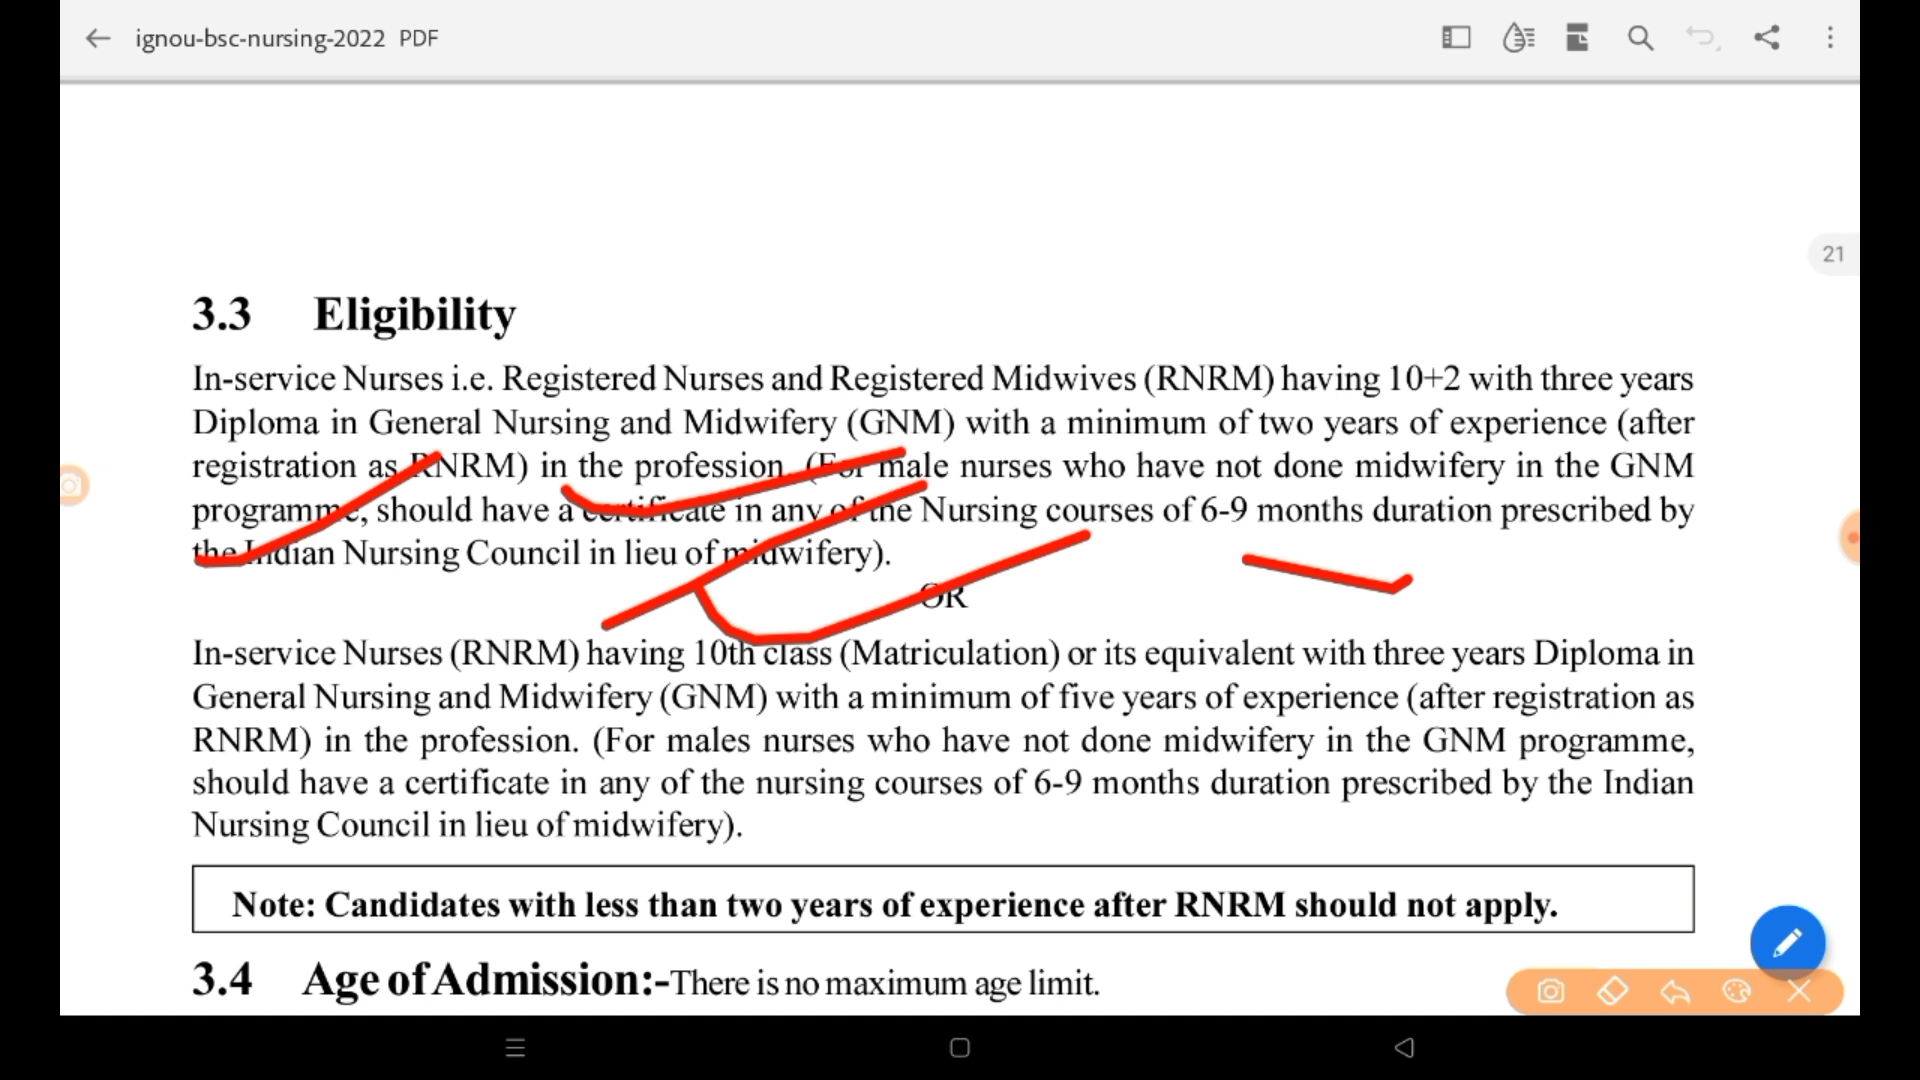 ignou-bsc-nursing-2022 PDF
21
3.3 Eligibility
In-service Nurses i.e. Registered Nurses and Registered Midwives (RNRM) having 10+2 with three years
Diploma in General Nursing and Midwifery (GNM) with a minimum of two years of experience (after
registration as RNRM) in the profession. (For male nurses who have not done midwifery in the GNM
programme, should have a certificate in any of the Nursing courses of 6-9 months duration prescribed by
the Indian Nursing Council in lieu of midwifery).
OR
In-service Nurses (RNRM) having 10th class (Matriculation) or its equivalent with three years Diploma in
General Nursing and Midwifery (GNM) with a minimum of five years of experience (after registration as
RNRM) in the profession. (For males nurses who have not done midwifery in the GNM programme,
should have a certificate in any of the nursing courses of 6-9 months duration prescribed by the Indian
Nursing Council in lieu of midwifery).
Note: Candidates with less than two years of experience after RNRM should not apply.
3.4 Age of Admission:-There is no maximum age limit.